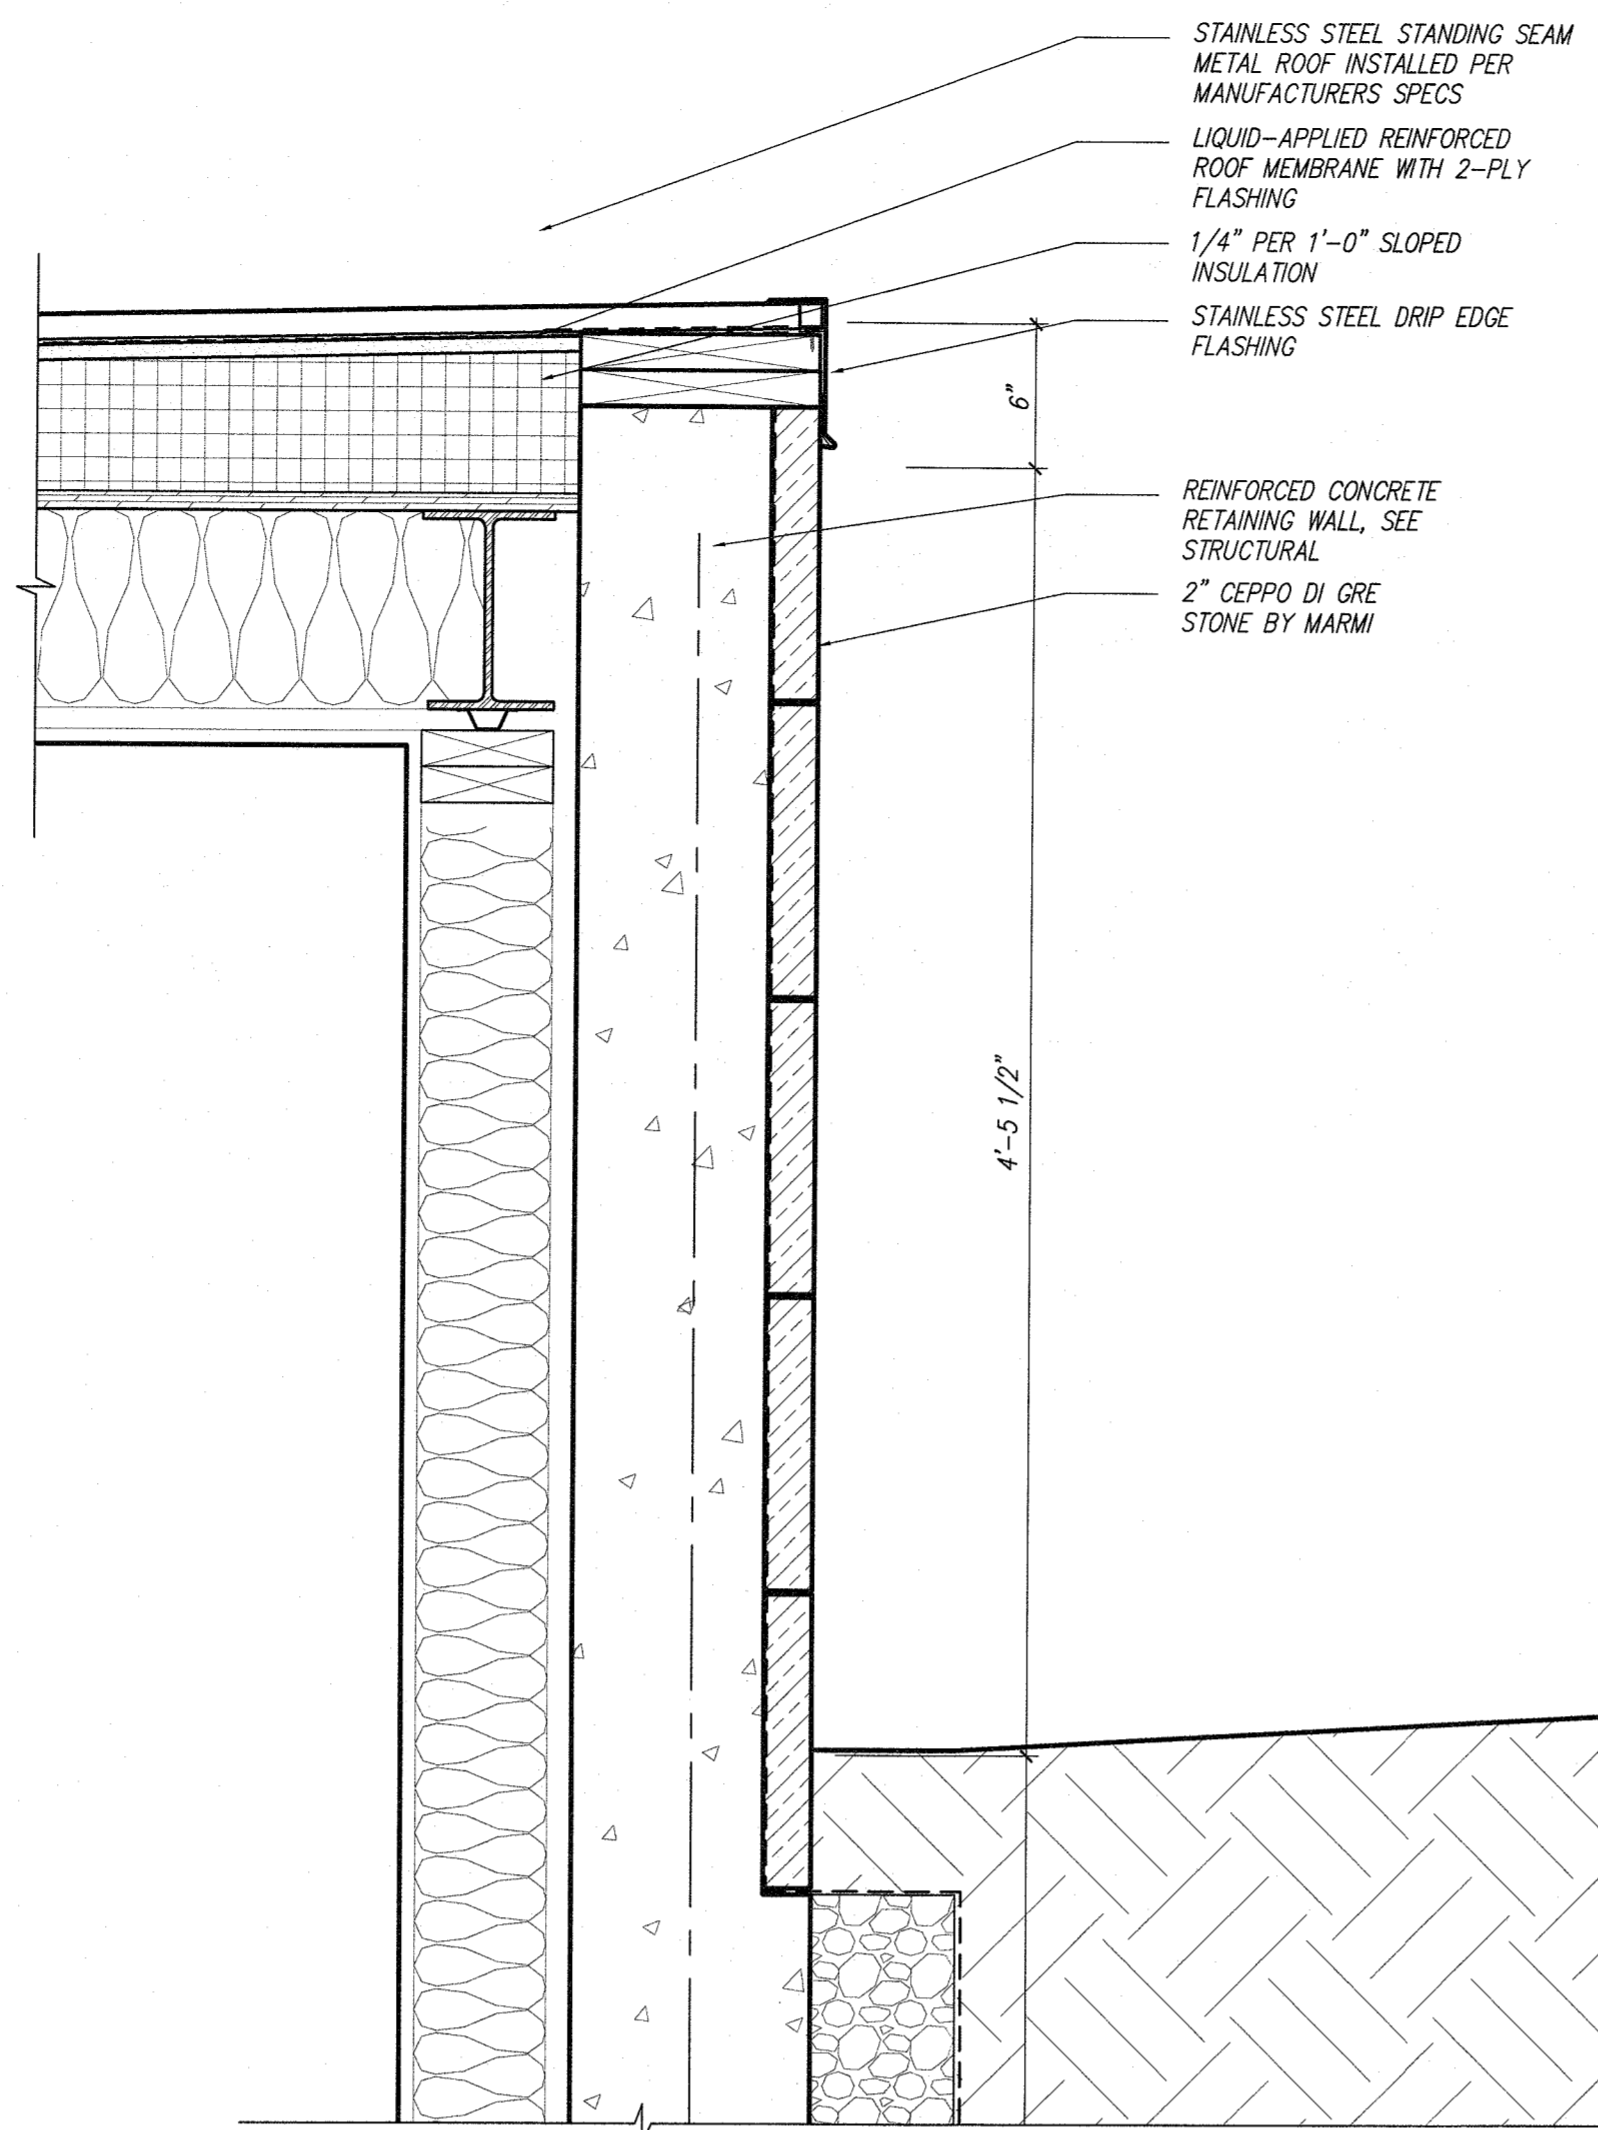 STAINLESS STEEL STANDING SEAM
METAL ROOF INSTALLED PER
MANUFACTURERS SPECS
LIQUID-APPLIED REINFORCED
ROOF MEMBRANE WITH 2-PLY
FLASHING
1/4" PER 1'-0" SLOPED
INSULATION
STAINLESS STEEL DRIP EDGE
FLASHING
6"
REINFORCED CONCRETE
RETAINING WALL, SEE
STRUCTURAL
2" CEPPO DI GRE
STONE BY MARMI
4'-5 1/2"